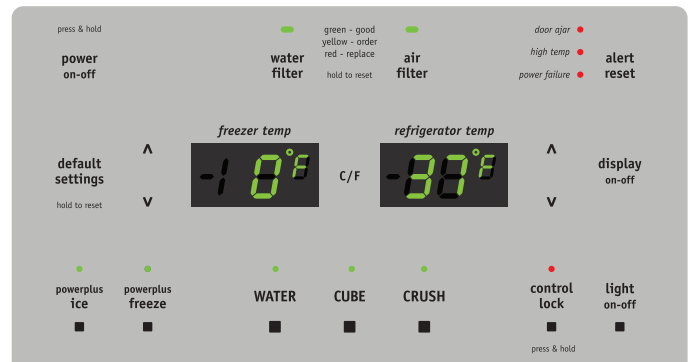 press & hold
power
on-off
water
filter
green - good
yellow - order
red - replace
hold to reset
air
filter
door ajar
high temp
power failure
alert
reset
default
settings
hold to reset
freezer temp
0°F
C/F
refrigerator temp
37°F
display
on-off
powerplus
ice
powerplus
freeze
WATER
CUBE
CRUSH
control
lock
press & hold
light
on-off